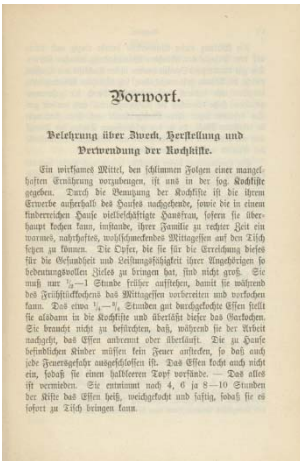 Vorwort.
Belehrung über Zweck, Herstellung und
Verwendung der Kochkiste.
Ein wirksames Mittel, den schlimmen Folgen einer mangel-
haften Ernährung vorzubeugen, ist uns in der sog. Kochkiste
gegeben. Durch die Benutzung der Kochkiste ist die ihrem
Erwerbe außerhalb des Hauses nachgehende, sowie die in einem
kinderreichen Hause vielbeschäftigte Hausfrau, sofern sie über-
haupt kochen kann, imstande, ihrer Familie zu rechter Zeit ein
warmes, nahrhaftes, wohlschmeckendes Mittagessen auf den Tisch
setzen zu können. Die Opfer, die sie für die Erreichung dieses
für die Gesundheit und Leistungsfähigkeit ihrer Angehörigen so
bedeutungsvollen Zieles zu bringen hat, sind nicht groß. Sie
muß nur ½—1 Stunde früher aufstehen, damit sie während
des Frühstückkochens das Mittagessen vorbereiten und vorkochen
kann. Das etwa ¼—¾ Stunden gut durchgekochte Essen stellt
sie alsdann in die Kochkiste und überläßt dieser das Garkochen.
Sie braucht nicht zu befürchten, daß, während sie der Arbeit
nachgeht, das Essen anbrennt oder überläuft. Die zu Hause
befindlichen Kinder müssen kein Feuer anstecken, so daß auch
jede Feuersgefahr ausgeschlossen ist. Das Essen kocht auch nicht
ein, sodaß sie einen halbleeren Topf vorfände. — Das alles
ist vermieden. Sie entnimmt nach 4, 6 ja 8—10 Stunden
der Kiste das Essen heiß, weichgekocht und saftig, sodaß sie es
sofort zu Tisch bringen kann.